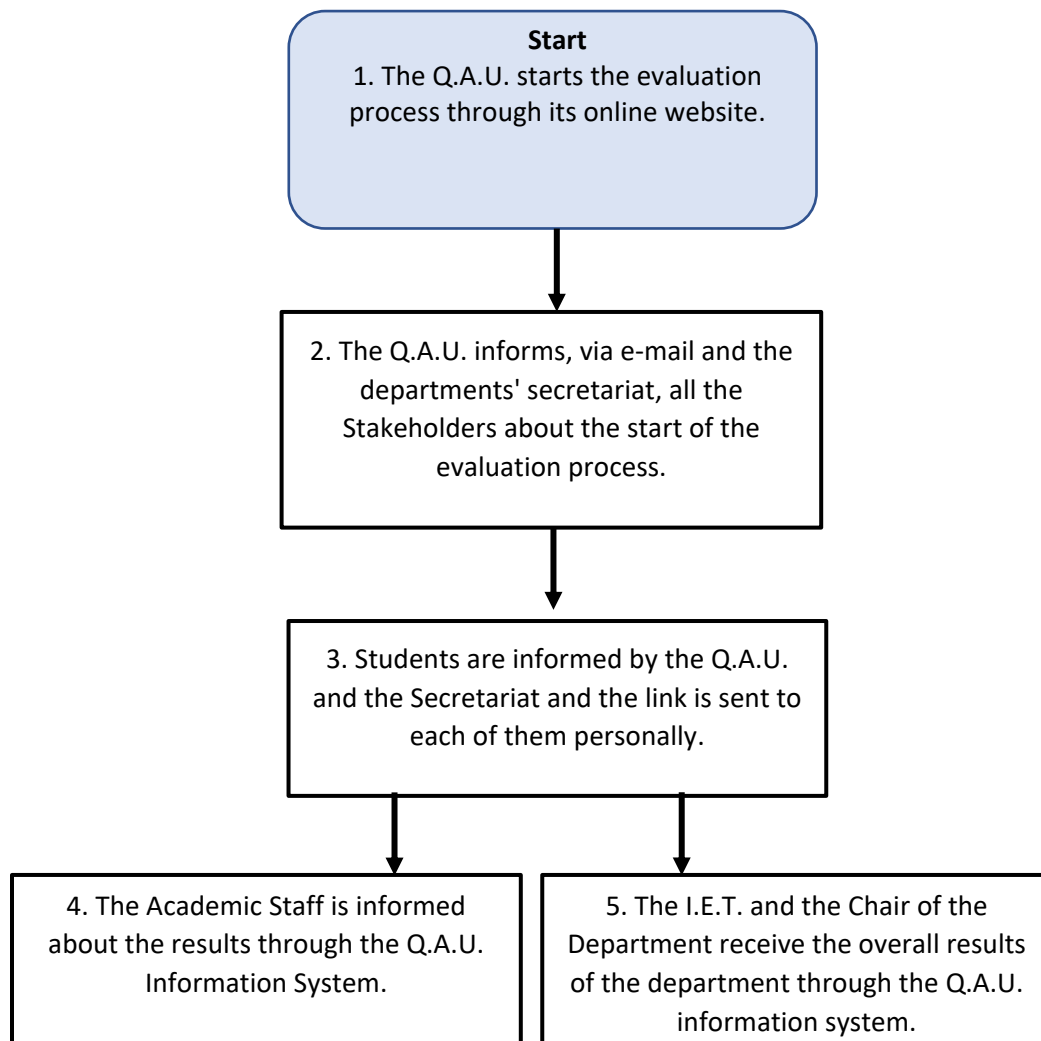 Start
1. The Q.A.U. starts the evaluation
process through its online website.
2. The Q.A.U. informs, via e-mail and the
departments' secretariat, all the
Stakeholders about the start of the
evaluation process.
3. Students are informed by the Q.A.U.
and the Secretariat and the link is sent to
each of them personally.
4. The Academic Staff is informed
about the results through the Q.A.U.
Information System.
5. The I.E.T. and the Chair of the
Department receive the overall results
of the department through the Q.A.U.
information system.